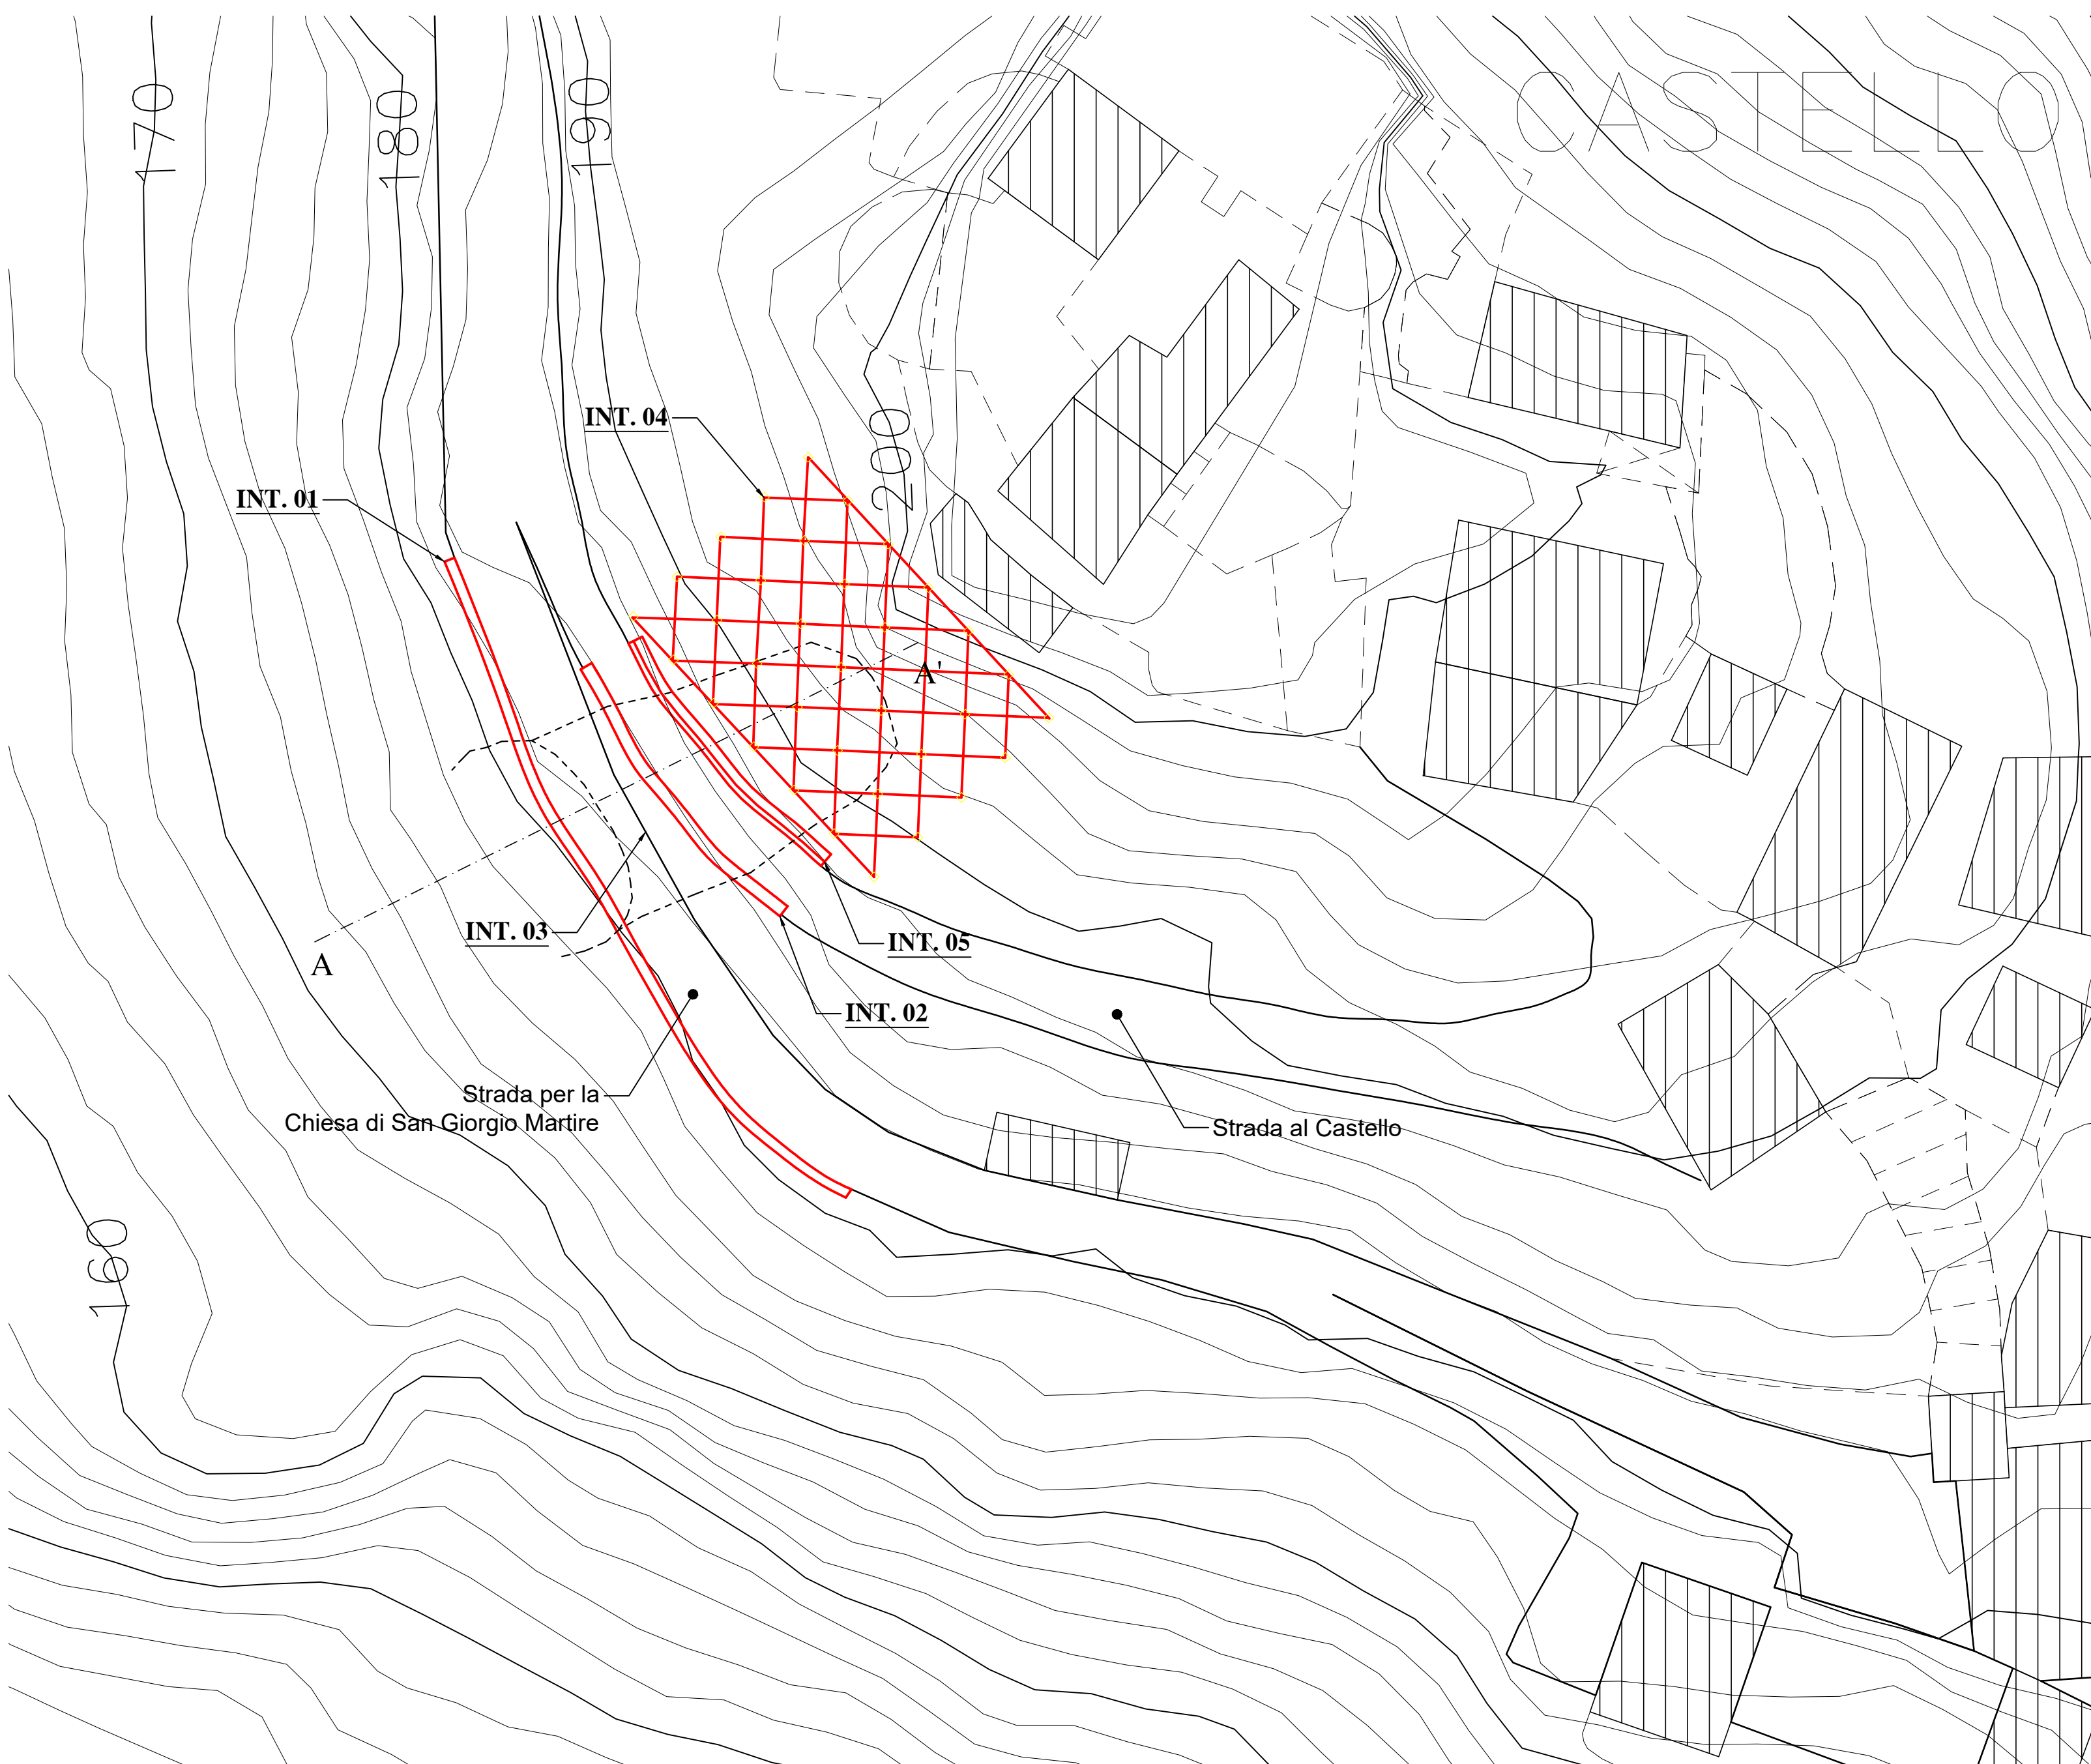 CASTELLO
170
180
190
INT. 04
200
INT. 01
A'
INT. 03
INT. 05
A
INT. 02
Strada per la
Chiesa di San Giorgio Martire
Strada al Castello
160